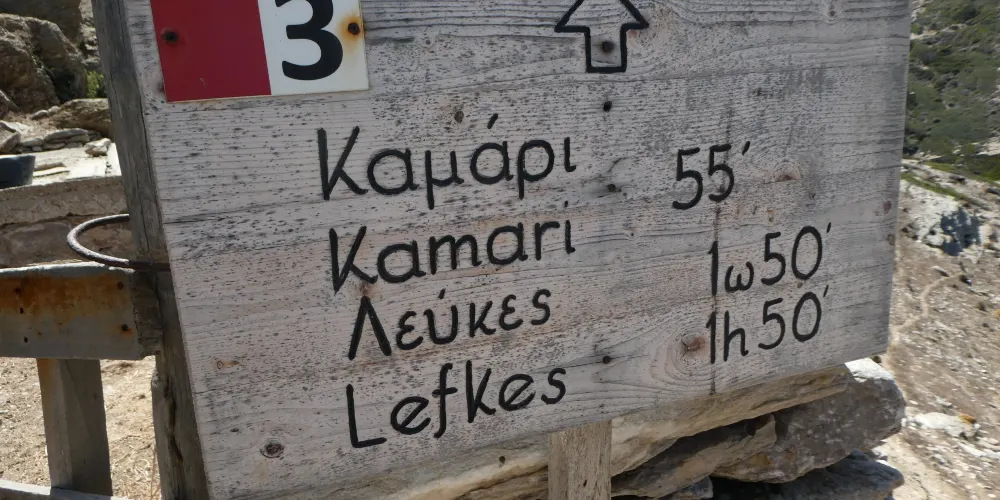 3
Καμάρι 55′
Kamari
Λεύκες 1ω50′
Lefkes 1h50′